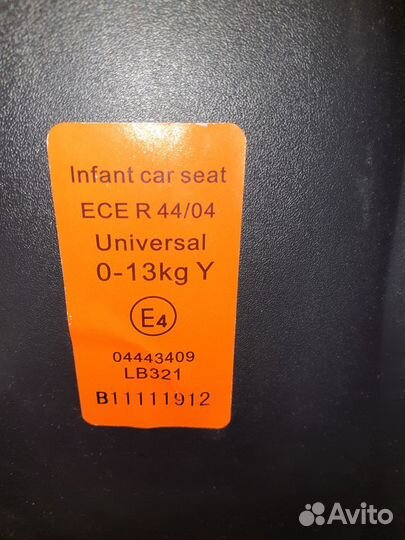 Infant car seat
ECE R 44/04
Universal
0-13kg Y
E4
04443409
LB321
B11111912
Avito